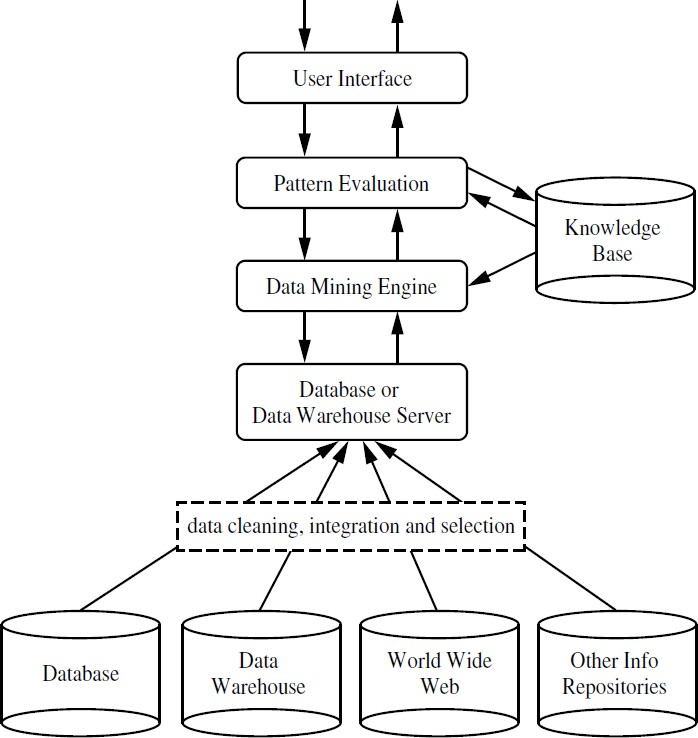 User Interface
Pattern Evaluation
Knowledge
Base
Data Mining Engine
Database or
Data Warehouse Server
data cleaning, integration and selection
Database
Data
Warehouse
World Wide
Web
Other Info
Repositories